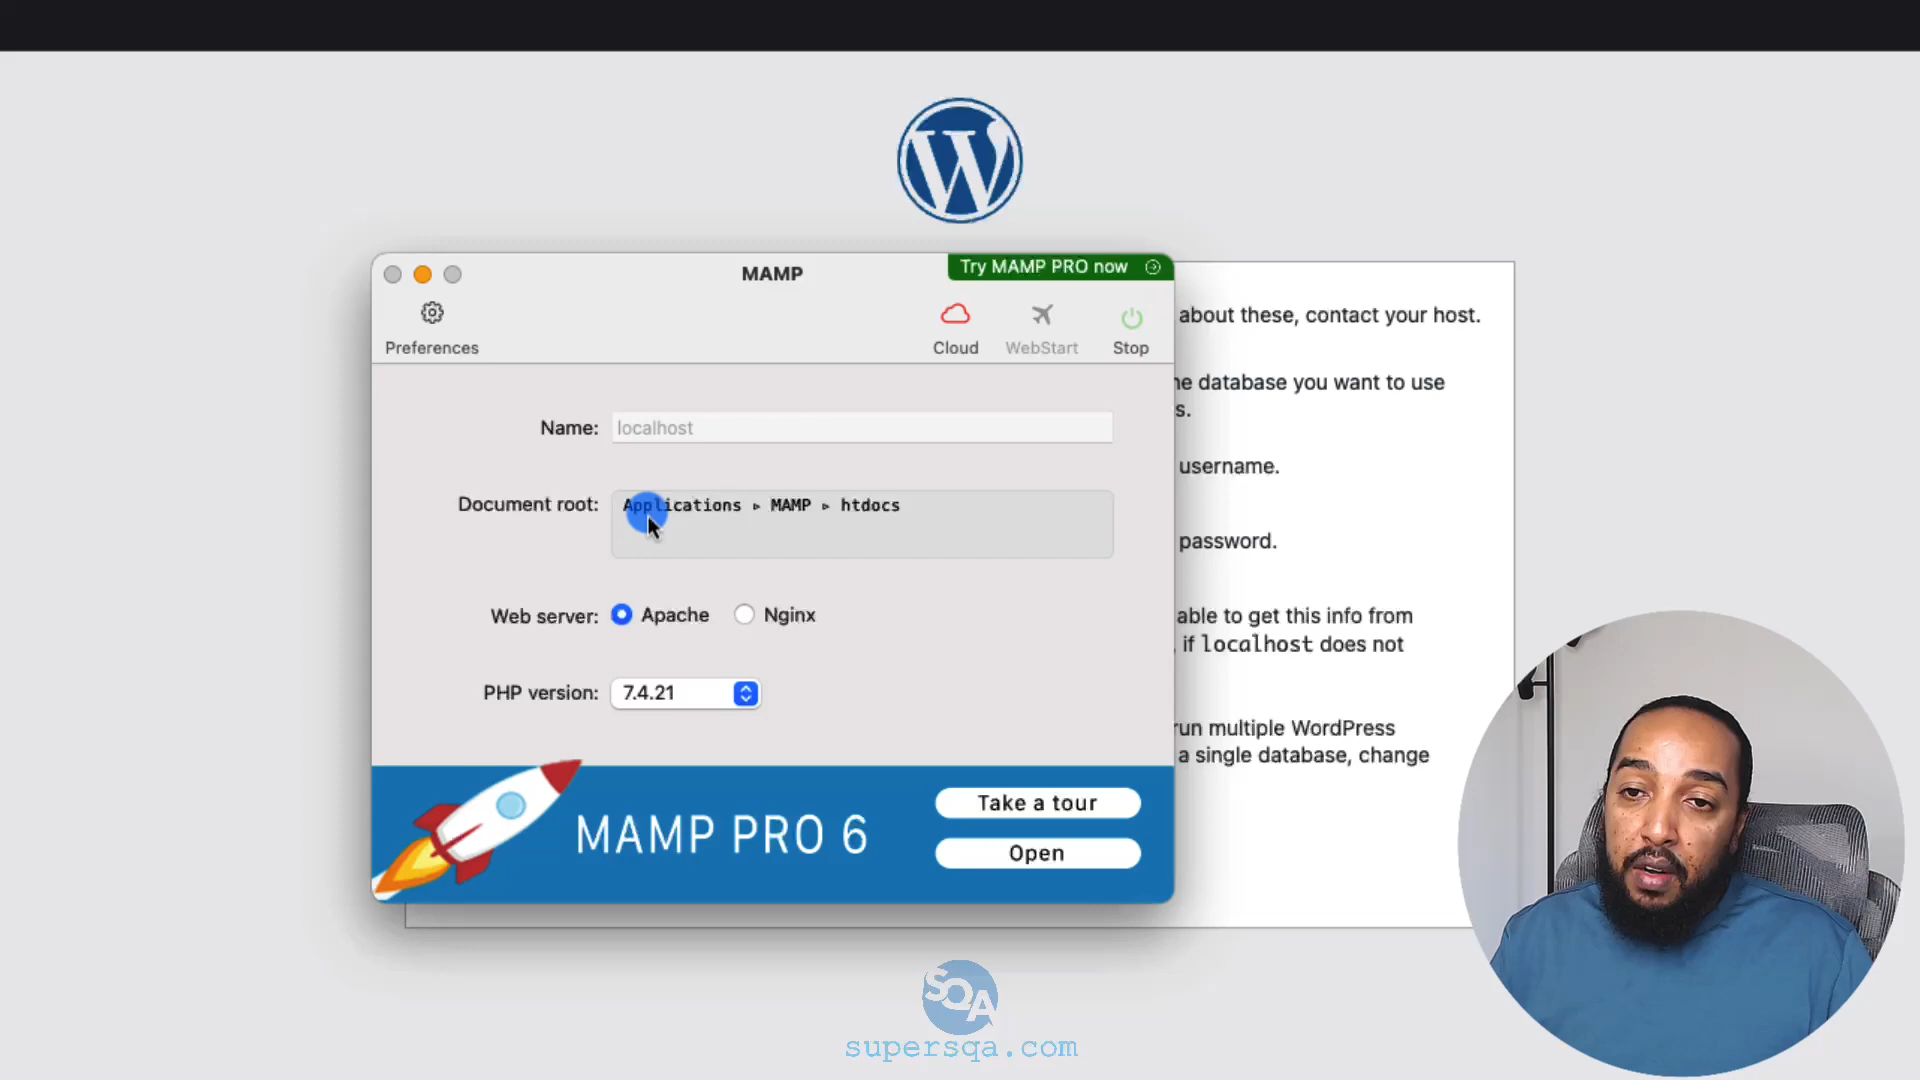 MAMP
Try MAMP PRO now
Preferences
Cloud
WebStart
Stop
about these, contact your host.
Name:
localhost
database you want to use
Document root:
Applications ▹ MAMP ▹ htdocs
username.
password.
Web server:
Apache
Nginx
able to get this info from
if localhost does not
PHP version:
7.4.21
run multiple WordPress
a single database, change
MAMP PRO 6
Take a tour
Open
SQA
supersqa.com